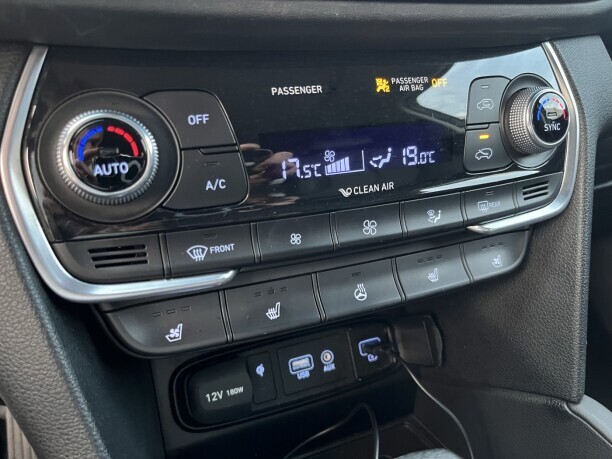 PASSENGER
PASSENGER AIR BAG OFF
OFF
AUTO
A/C
17.5°C
19.0°C
SYNC
CLEAN AIR
FRONT
REAR
12V 180W
USB
AUX